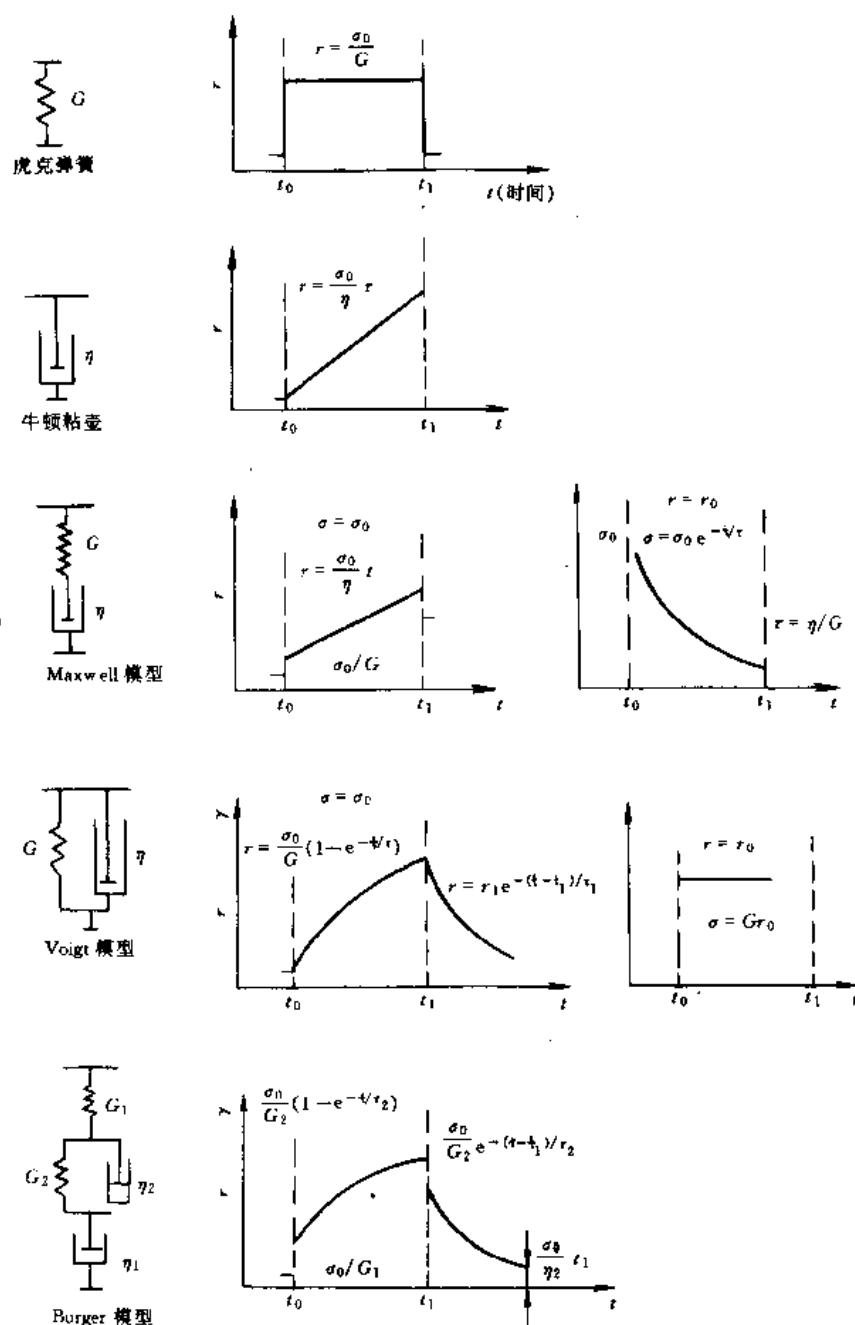 r = σ₀/G
r
G
虎克弹簧
t₀
t₁
t(时间)
r = σ₀/η τ
r
η
牛顿粘壶
t₀
t₁
t
σ = σ₀
r = σ₀/η t
r
G
η
σ₀/G
Maxwell 模型
t₀
t₁
t
r = r₀
σ₀
σ = σ₀ e^-t/τ
τ = η/G
t₀
t₁
t
σ = σ₀
γ
r = σ₀/G (1-e^-t/τ)
r = r₁e^-(t-t₁)/τ₁
r
G
η
Voigt 模型
t₀
t₁
t
r = r₀
σ = Gr₀
t₀
t₁
γ
σ₀/G₂ (1-e^-t/τ₂)
σ₀/G₂ e^-(t-t₁)/τ₂
r
G₁
G₂
η₂
η₁
σ₀/G₁
σ₀/η₂ t₁
t₀
t₁
t
Burger 模型